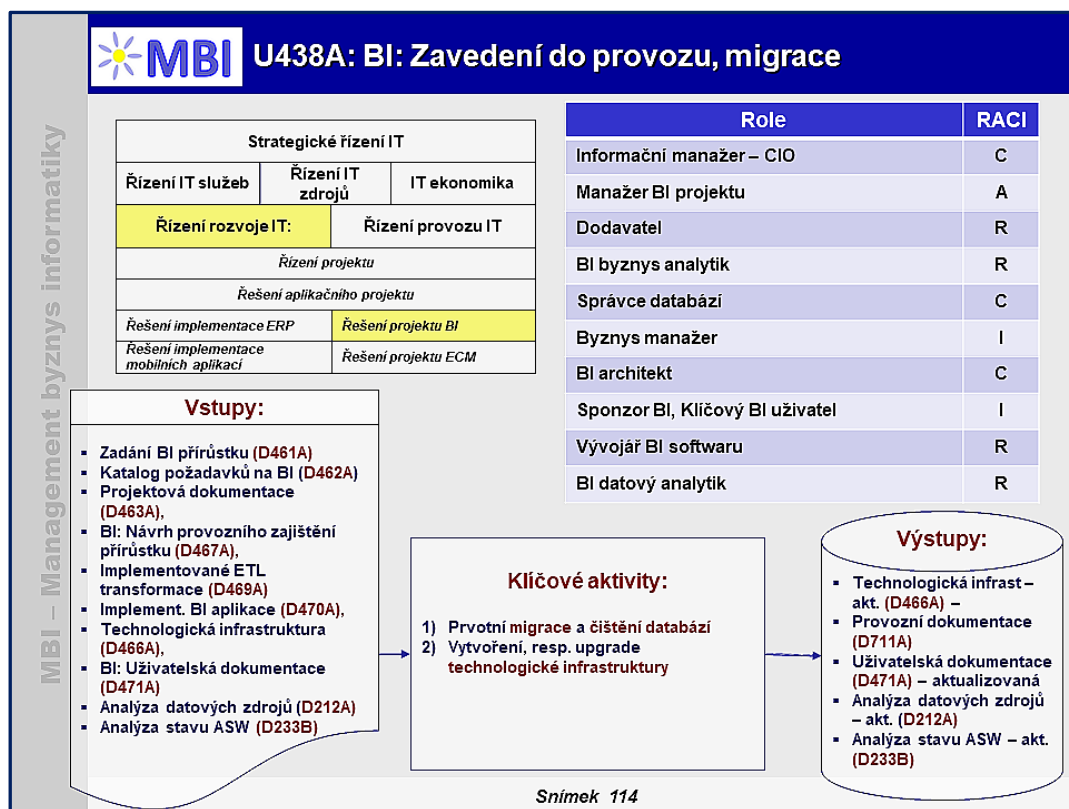 MBI
U438A: BI: Zavedení do provozu, migrace
MBI – Management byznys informatiky
Strategické řízení IT
Řízení IT služeb
Řízení IT
zdrojů
IT ekonomika
Řízení rozvoje IT:
Řízení provozu IT
Řízení projektu
Řešení aplikačního projektu
Řešení implementace ERP
Řešení projektu BI
Řešení implementace
mobilních aplikací
Řešení projektu ECM
Role RACI
Informační manažer – CIO C
Manažer BI projektu A
Dodavatel R
BI byznys analytik R
Správce databází C
Byznys manažer I
BI architekt C
Sponzor BI, Klíčový BI uživatel I
Vývojář BI softwaru R
BI datový analytik R
Vstupy:
▪ Zadání BI přírůstku (D461A)
▪ Katalog požadavků na BI (D462A)
▪ Projektová dokumentace
(D463A),
▪ BI: Návrh provozního zajištění
přírůstku (D467A),
▪ Implementované ETL
transformace (D469A)
▪ Implement. BI aplikace (D470A),
▪ Technologická infrastruktura
(D466A),
▪ BI: Uživatelská dokumentace
(D471A)
▪ Analýza datových zdrojů (D212A)
▪ Analýza stavu ASW (D233B)
Klíčové aktivity:
1) Prvotní migrace a čištění databází
2) Vytvoření, resp. upgrade
technologické infrastruktury
Výstupy:
▪ Technologická infrast –
akt. (D466A) –
▪ Provozní dokumentace
(D711A)
▪ Uživatelská dokumentace
(D471A) – aktualizovaná
▪ Analýza datových zdrojů
– akt. (D212A)
▪ Analýza stavu ASW – akt.
(D233B)
Snímek 114